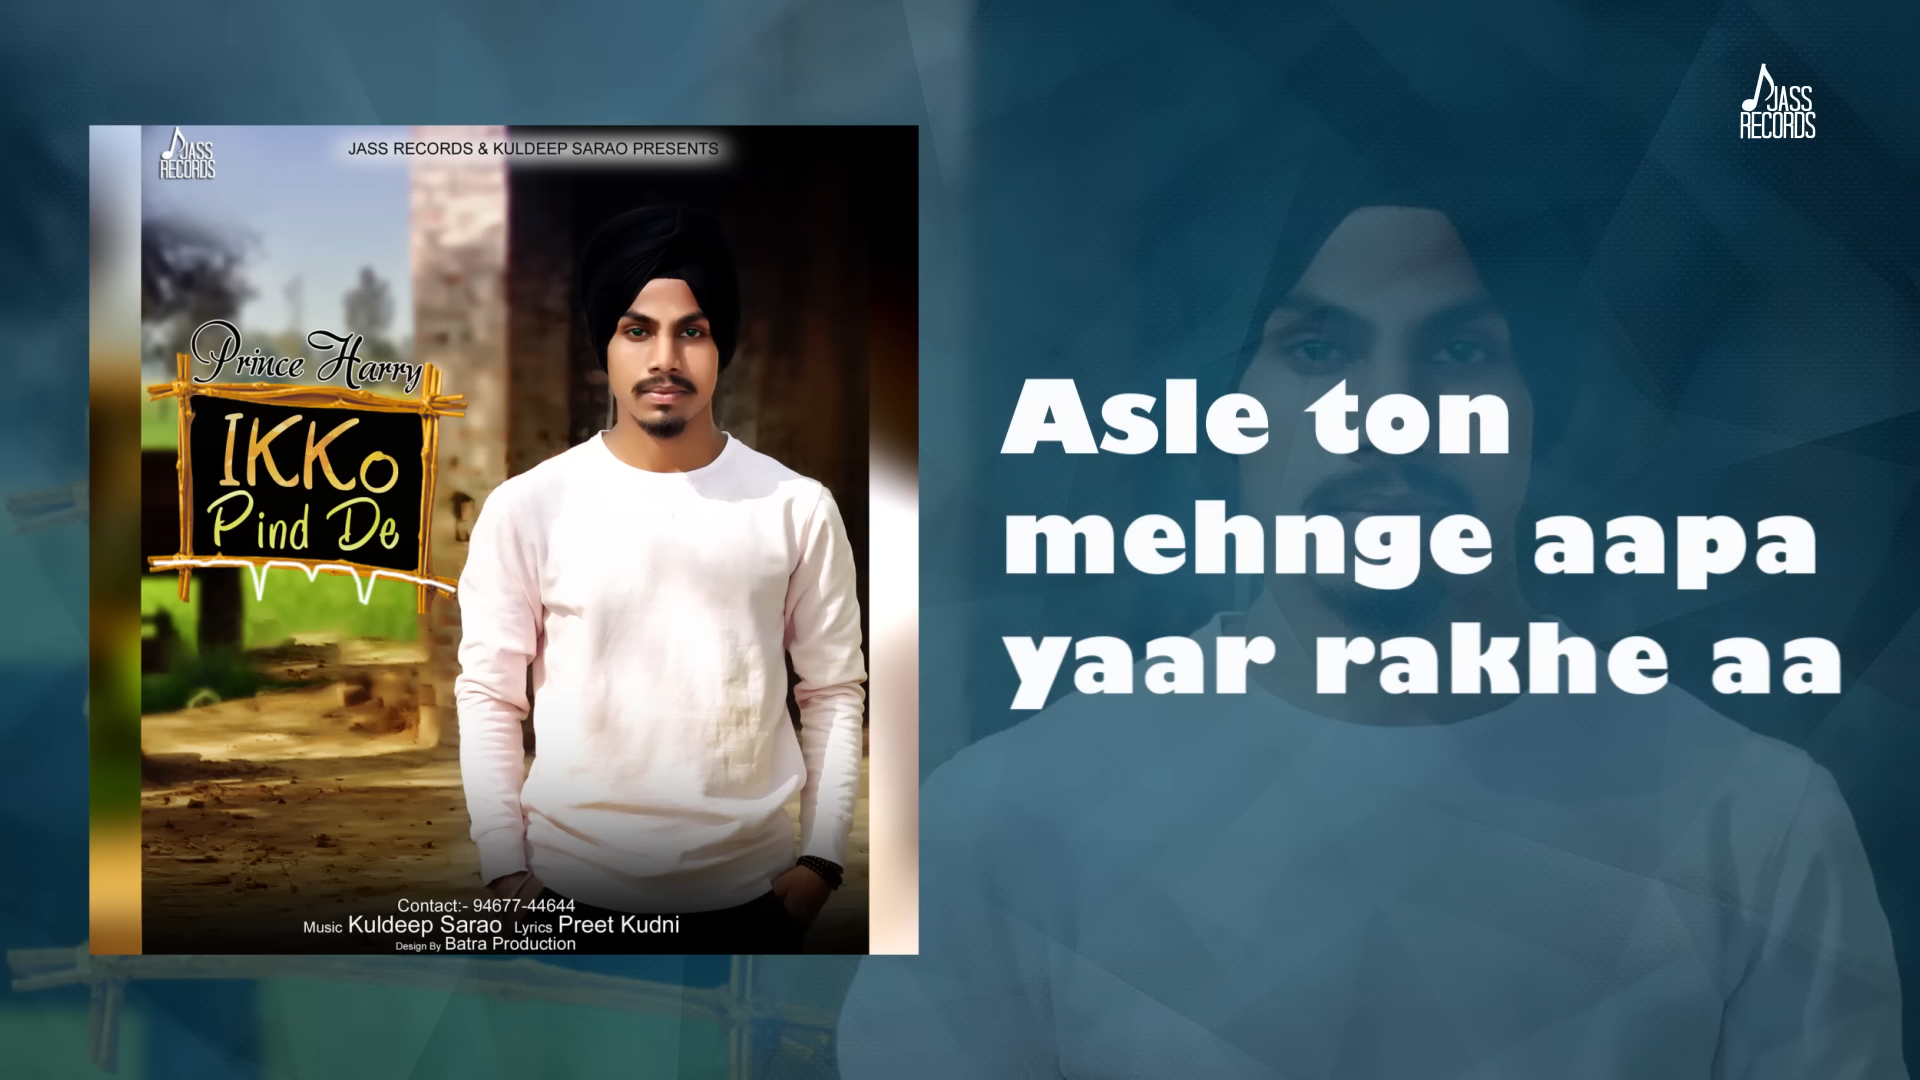 JASS
RECORDS
JASS RECORDS & KULDEEP SARAO PRESENTS
Prince Harry
IKKo
Pind De
Contact:- 94677-44644
Music Kuldeep Sarao Lyrics Preet Kudni
Design By Batra Production
JASS
RECORDS
Asle ton
mehnge aapa
yaar rakhe aa